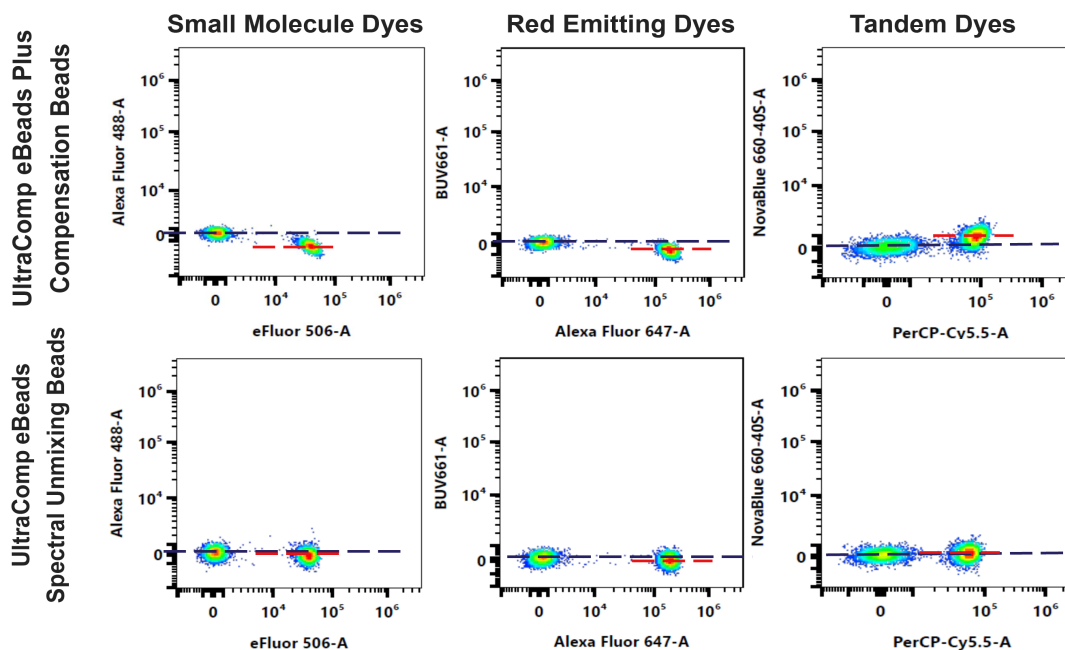 Small Molecule Dyes
Red Emitting Dyes
Tandem Dyes
UltraComp eBeads Plus
Compensation Beads
Alexa Fluor 488-A
10⁶
10⁵
10⁴
0
0
10⁴
10⁵
10⁶
eFluor 506-A
BUV661-A
10⁶
10⁵
10⁴
0
0
10⁴
10⁵
10⁶
Alexa Fluor 647-A
NovaBlue 660-40S-A
10⁶
10⁵
10⁴
0
0
10⁵
10⁶
PerCP-Cy5.5-A
UltraComp eBeads
Spectral Unmixing Beads
Alexa Fluor 488-A
10⁶
10⁵
10⁴
0
0
10⁴
10⁵
10⁶
eFluor 506-A
BUV661-A
10⁶
10⁵
10⁴
0
0
10⁴
10⁵
10⁶
Alexa Fluor 647-A
NovaBlue 660-40S-A
10⁶
10⁵
10⁴
0
0
10⁵
10⁶
PerCP-Cy5.5-A